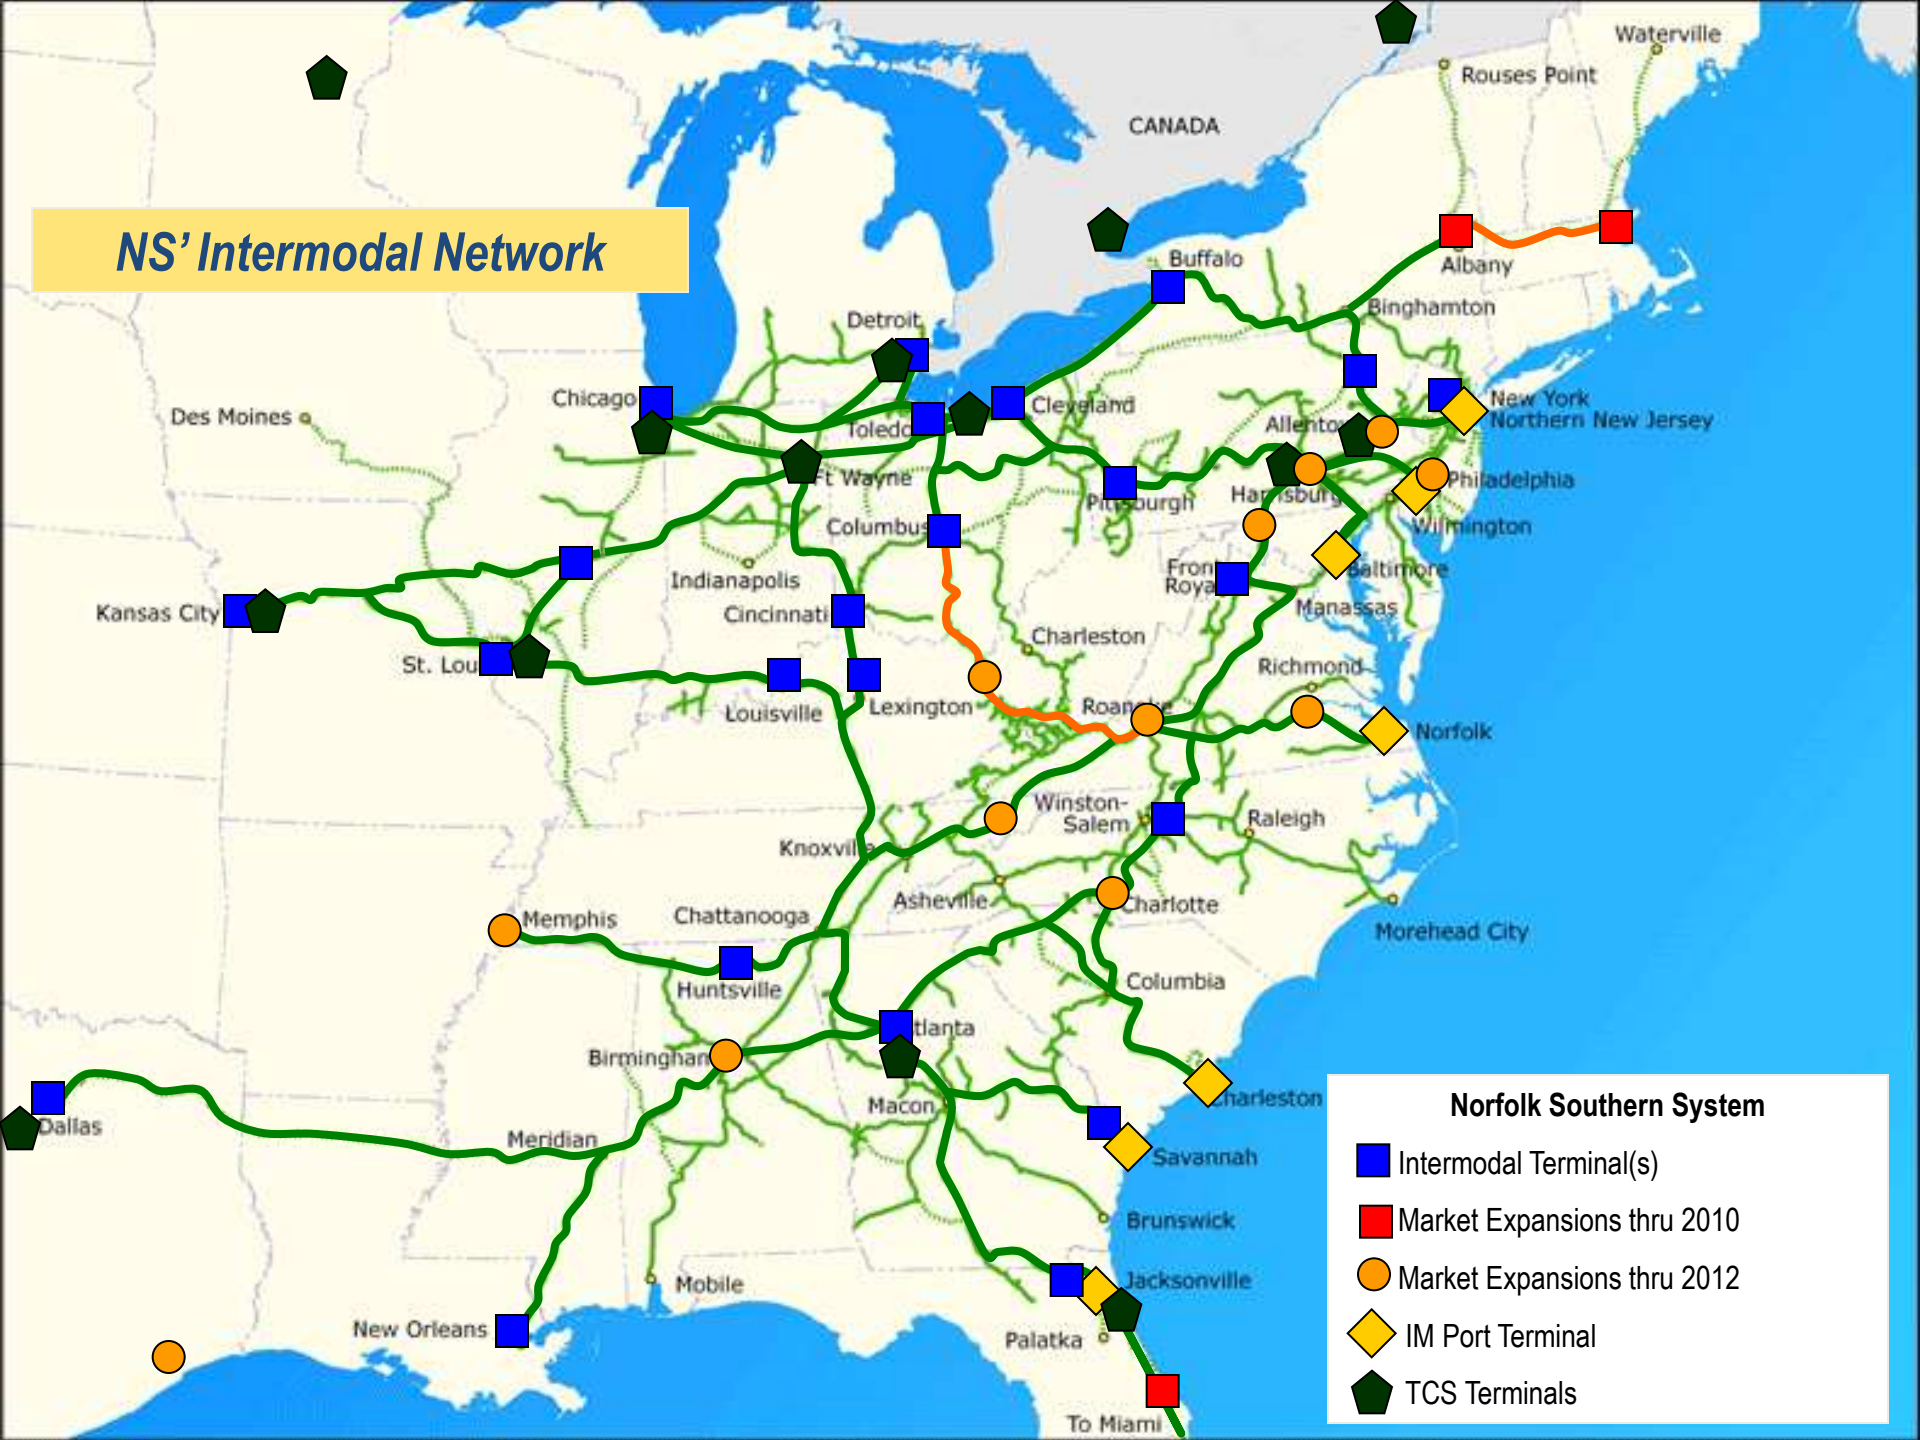 Waterville
Rouses Point
CANADA
NS’ Intermodal Network
Buffalo
Albany
Binghamton
Detroit
Chicago
Des Moines
Cleveland
New York
Northern New Jersey
Toledo
Allento
Ft Wayne
Philadelphia
Harrisburg
Pittsburgh
Columbus
Wilmington
Indianapolis
Front
Royal
Baltimore
Kansas City
Cincinnati
Manassas
Charleston
St. Lou
Richmond
Louisville
Lexington
Roanoke
Norfolk
Winston-
Salem
Raleigh
Knoxville
Asheville
Charlotte
Memphis
Chattanooga
Morehead City
Huntsville
Columbia
Atlanta
Birmingham
Macon
Charleston
Dallas
Meridian
Savannah
Brunswick
Mobile
Jacksonville
New Orleans
Palatka
To Miami
Norfolk Southern System
Intermodal Terminal(s)
Market Expansions thru 2010
Market Expansions thru 2012
IM Port Terminal
TCS Terminals